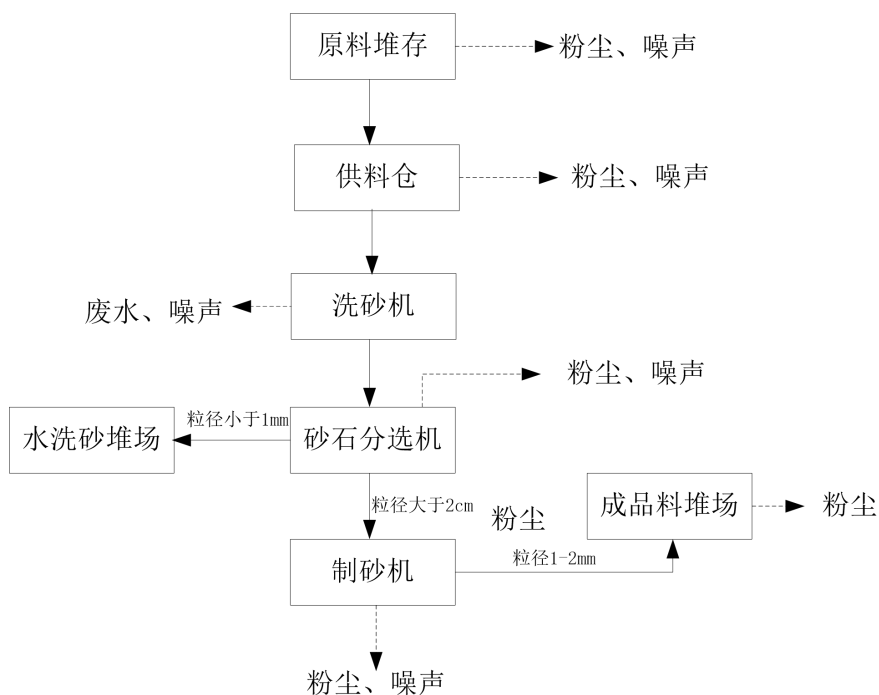 原料堆存
粉尘、噪声
供料仓
粉尘、噪声
洗砂机
废水、噪声
粉尘、噪声
粒径小于1mm
水洗砂堆场
砂石分选机
粒径大于2cm
粉尘
成品料堆场
粉尘
制砂机
粒径1-2mm
粉尘、噪声